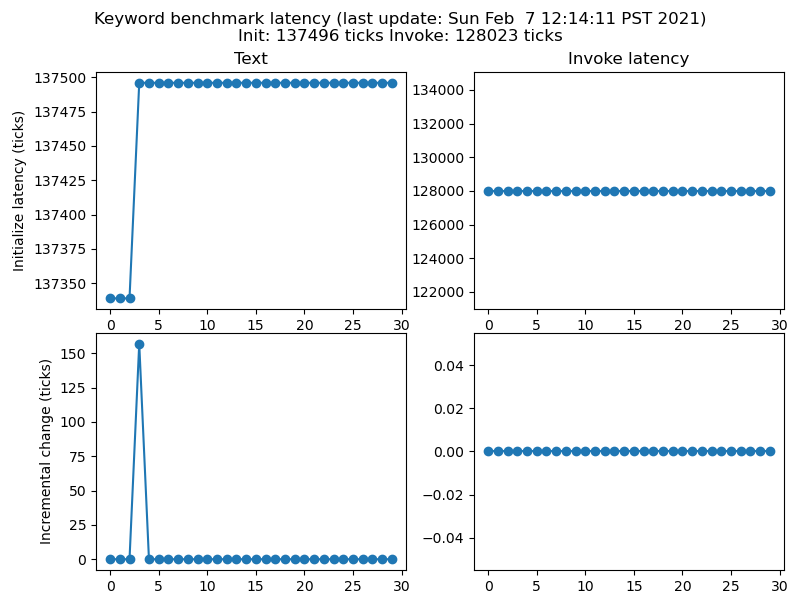 Keyword benchmark latency (last update: Sun Feb  7 12:14:11 PST 2021)
Init: 137496 ticks Invoke: 128023 ticks
Text
Invoke latency
Initialize latency (ticks)
137500
137475
137450
137425
137400
137375
137350
0 5 10 15 20 25 30
134000
132000
130000
128000
126000
124000
122000
0 5 10 15 20 25 30
Incremental change (ticks)
150
125
100
75
50
25
0
0 5 10 15 20 25 30
0.04
0.02
0.00
−0.02
−0.04
0 5 10 15 20 25 30